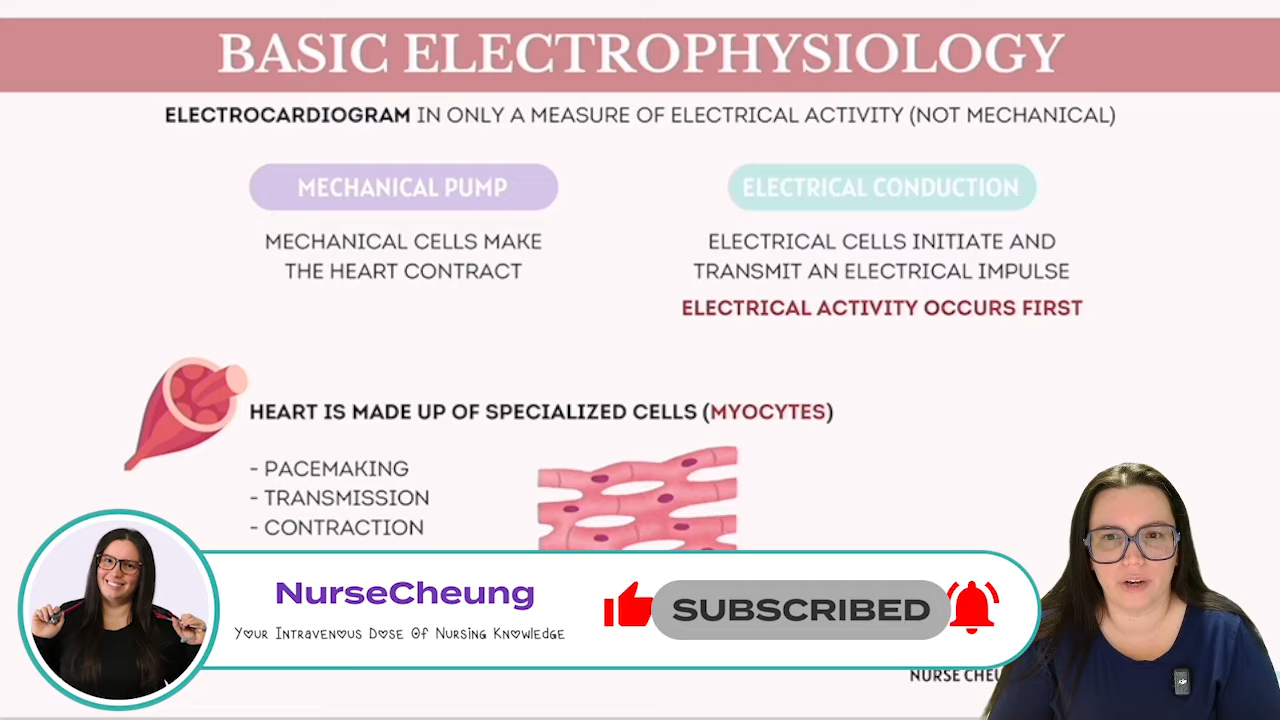 BASIC ELECTROPHYSIOLOGY
ELECTROCARDIOGRAM IN ONLY A MEASURE OF ELECTRICAL ACTIVITY (NOT MECHANICAL)
MECHANICAL PUMP
MECHANICAL CELLS MAKE
THE HEART CONTRACT
ELECTRICAL CONDUCTION
ELECTRICAL CELLS INITIATE AND
TRANSMIT AN ELECTRICAL IMPULSE
ELECTRICAL ACTIVITY OCCURS FIRST
HEART IS MADE UP OF SPECIALIZED CELLS (MYOCYTES)
- PACEMAKING
- TRANSMISSION
- CONTRACTION
NurseCheung
Your Intravenous Dose Of Nursing Knowledge
SUBSCRIBED
NURSE